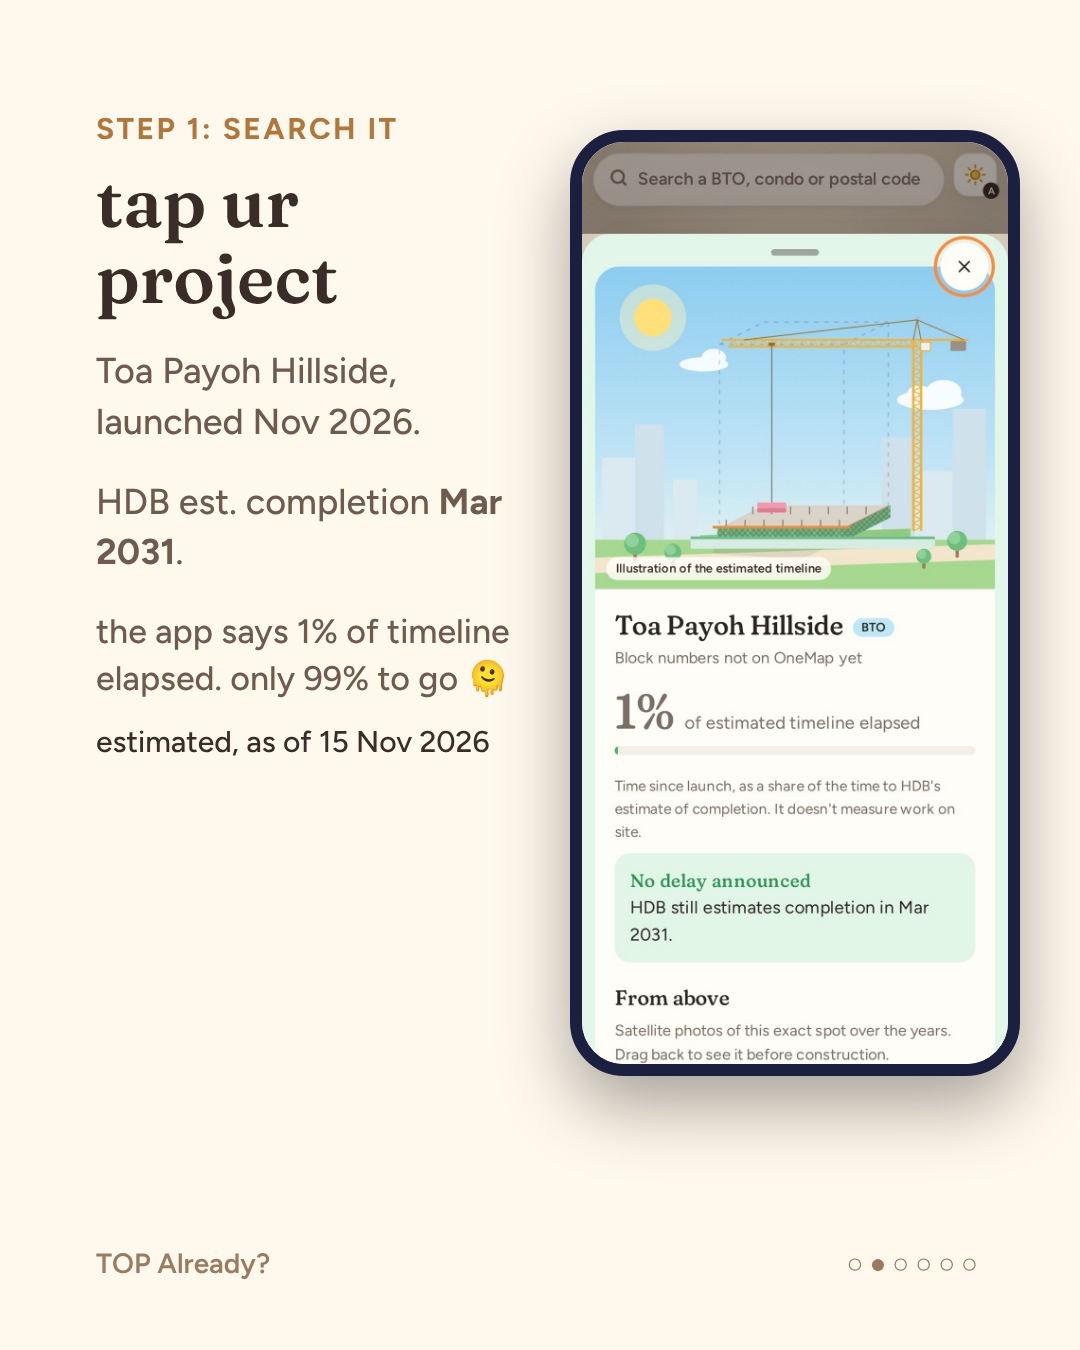 STEP 1: SEARCH IT
tap ur
project
Toa Payoh Hillside,
launched Nov 2026.
HDB est. completion Mar
2031.
the app says 1% of timeline
elapsed. only 99% to go 🫠
estimated, as of 15 Nov 2026
Search a BTO, condo or postal code
A
Illustration of the estimated timeline
Toa Payoh Hillside BTO
Block numbers not on OneMap yet
1% of estimated timeline elapsed
Time since launch, as a share of the time to HDB's
estimate of completion. It doesn't measure work on
site.
No delay announced
HDB still estimates completion in Mar
2031.
From above
Satellite photos of this exact spot over the years.
Drag back to see it before construction.
TOP Already?